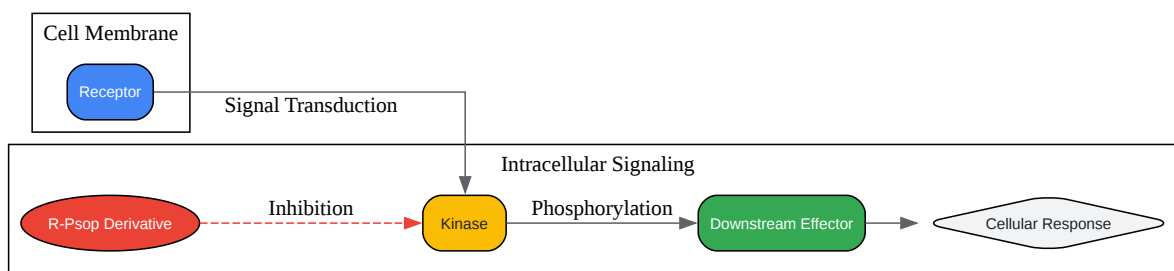 Cell Membrane
Receptor
Signal Transduction
Intracellular Signaling
R-Psop Derivative
Inhibition
Kinase
Phosphorylation
Downstream Effector
Cellular Response